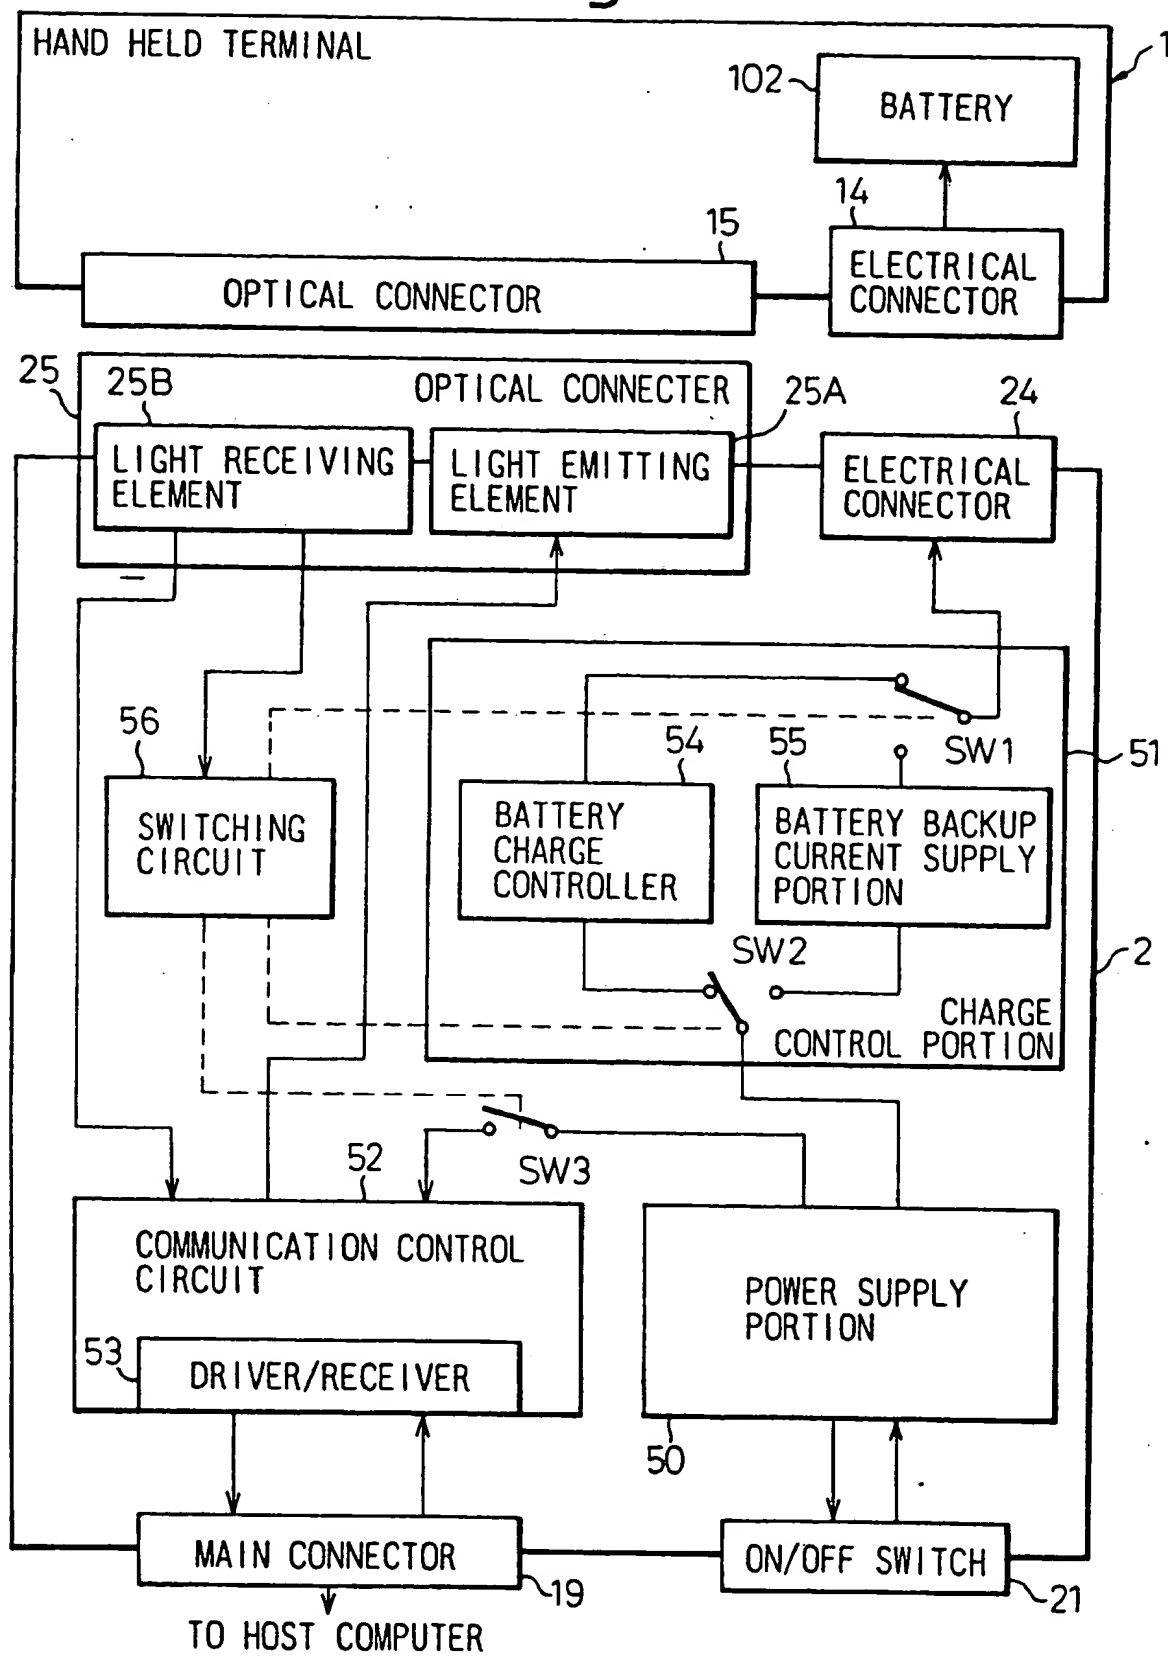 HAND HELD TERMINAL
1
102
BATTERY
14
15
ELECTRICAL
CONNECTOR
OPTICAL CONNECTOR
25
25B
OPTICAL CONNECTER
25A
24
LIGHT RECEIVING
ELEMENT
LIGHT EMITTING
ELEMENT
ELECTRICAL
CONNECTOR
56
54
55
SW1
51
SWITCHING
CIRCUIT
BATTERY
CHARGE
CONTROLLER
BATTERY BACKUP
CURRENT SUPPLY
PORTION
SW2
2
CHARGE
CONTROL PORTION
52
SW3
COMMUNICATION CONTROL
CIRCUIT
POWER SUPPLY
PORTION
53
DRIVER/RECEIVER
50
MAIN CONNECTOR
ON/OFF SWITCH
19
21
TO HOST COMPUTER